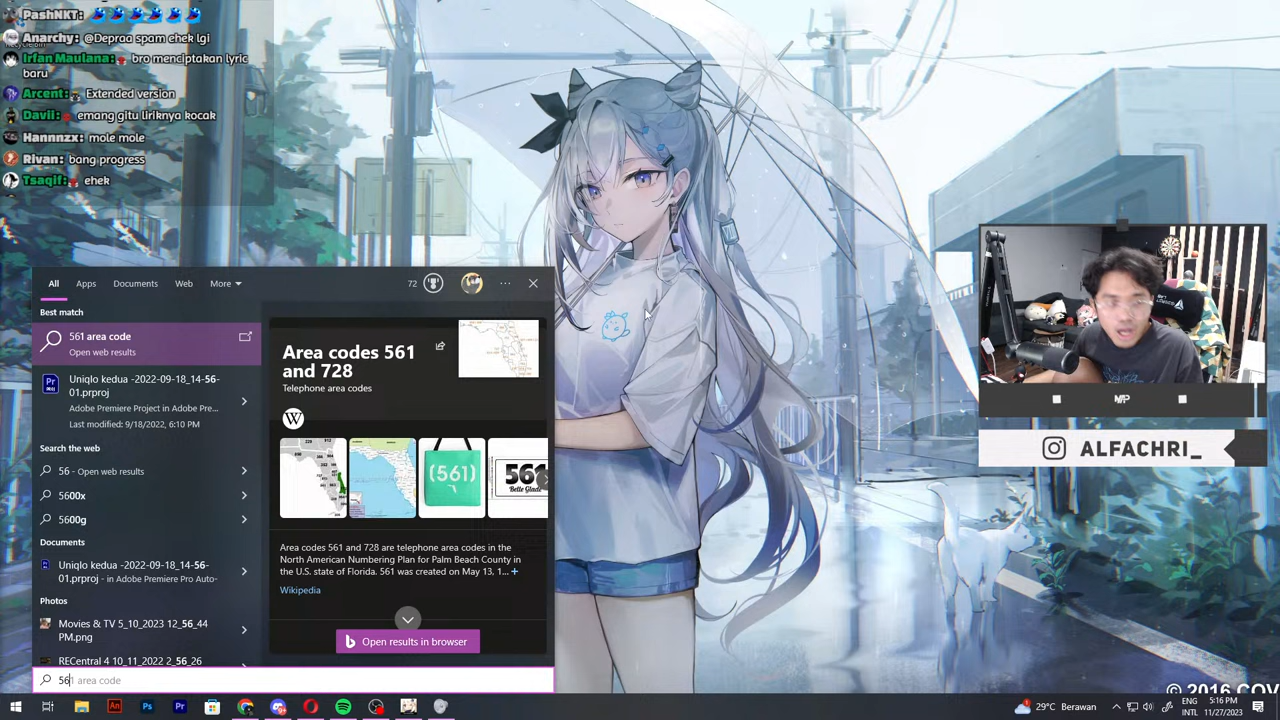 PashNKT:
Anarchy: @Depraa spam ehek lgi
Irfan Maulana: bro menciptakan lyric
baru
Arcent: Extended version
Davii: emang gitu liriknya kocak
Hannnzx: mole mole
Rivan: bang progress
Tsaqif: ehek
All
Apps
Documents
Web
More
72
Best match
561 area code
Open web results
Uniqlo kedua -2022-09-18_14-56-
01.prproj
Adobe Premiere Project in Adobe Pre...
Last modified: 9/18/2022, 6:10 PM
Search the web
56 - Open web results
5600x
5600g
Documents
Uniqlo kedua -2022-09-18_14-56-
01.prproj - in Adobe Premiere Pro Auto-
Photos
Movies & TV 5_10_2023 12_56_44
PM.png
RECentral 4 10_11_2022 2_56_26
561 area code
Area codes 561
and 728
Telephone area codes
W
(561)
561
Belle Glade
Area codes 561 and 728 are telephone area codes in the
North American Numbering Plan for Palm Beach County in
the U.S. state of Florida. 561 was created on May 13, 1... +
Wikipedia
Open results in browser
ALFACHRI_
© 2016 COV
29°C Berawan
ENG
INTL
5:16 PM
11/27/2023